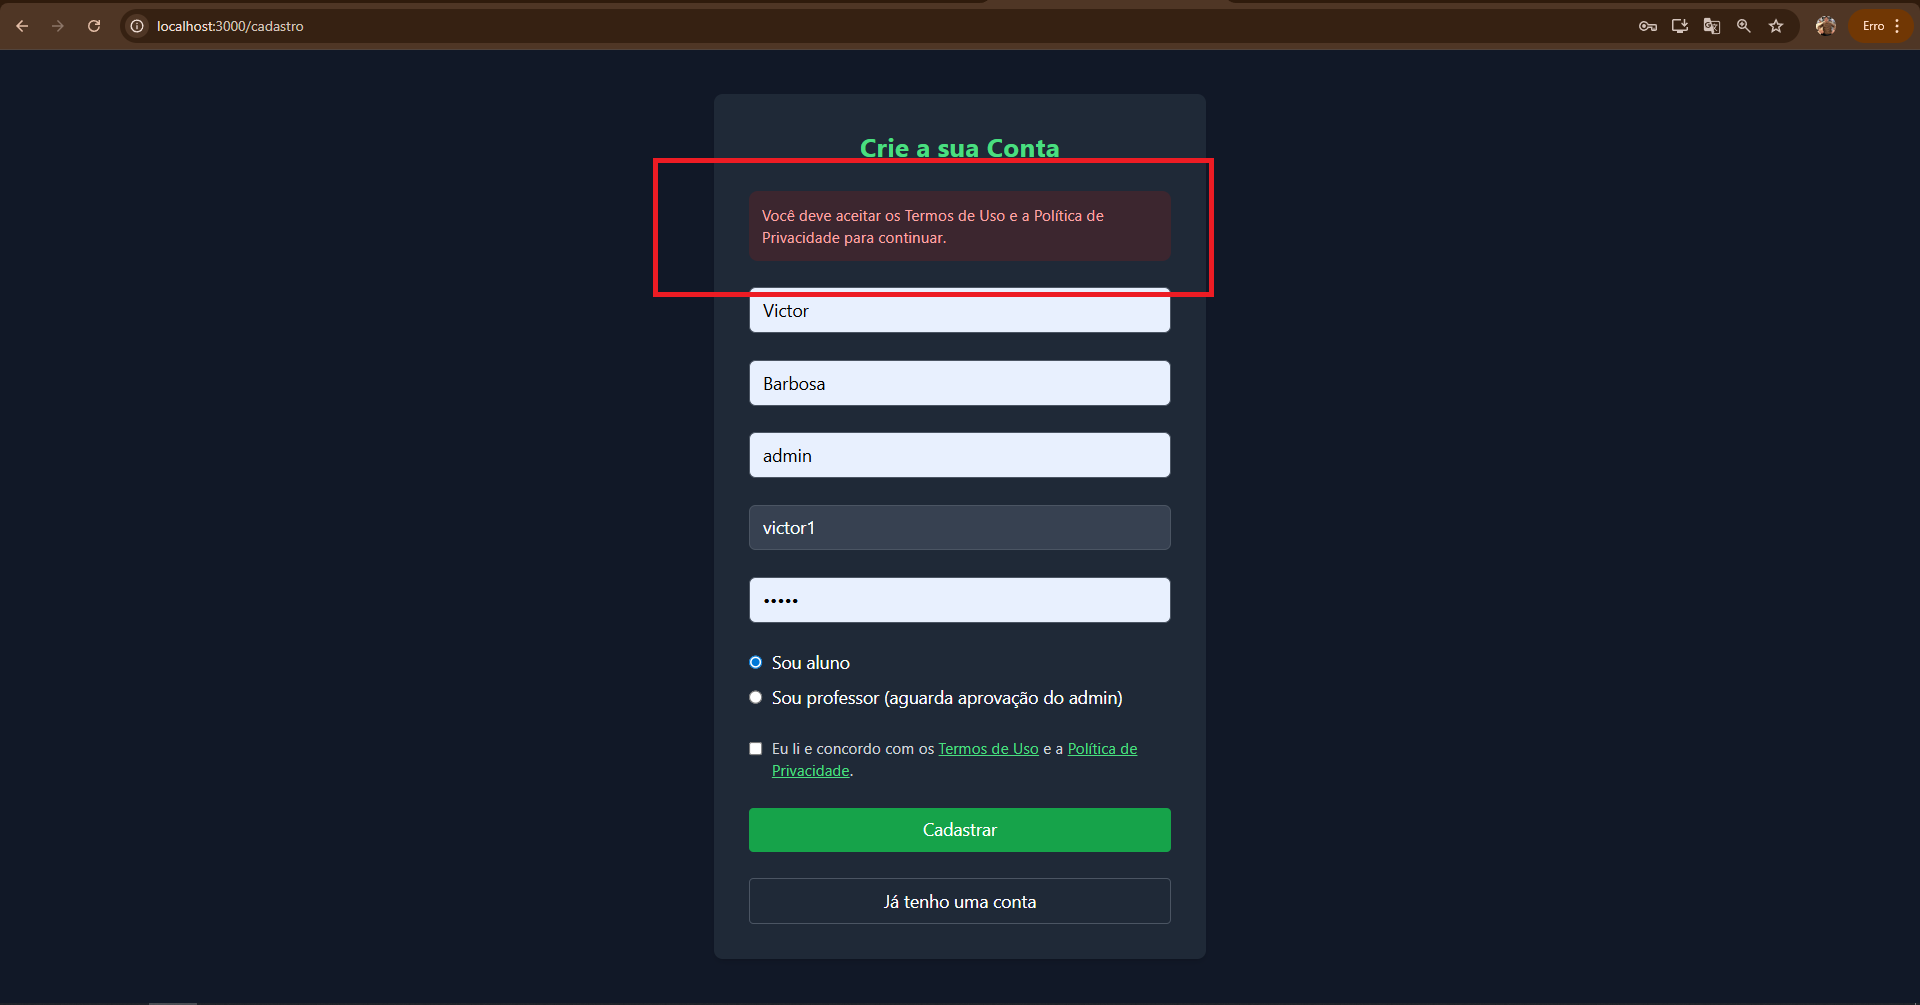 localhost:3000/cadastro
Erro
Crie a sua Conta
Você deve aceitar os Termos de Uso e a Política de
Privacidade para continuar.
Victor
Barbosa
admin
victor1
•••••
Sou aluno
Sou professor (aguarda aprovação do admin)
Eu li e concordo com os Termos de Uso e a Política de
Privacidade.
Cadastrar
Já tenho uma conta